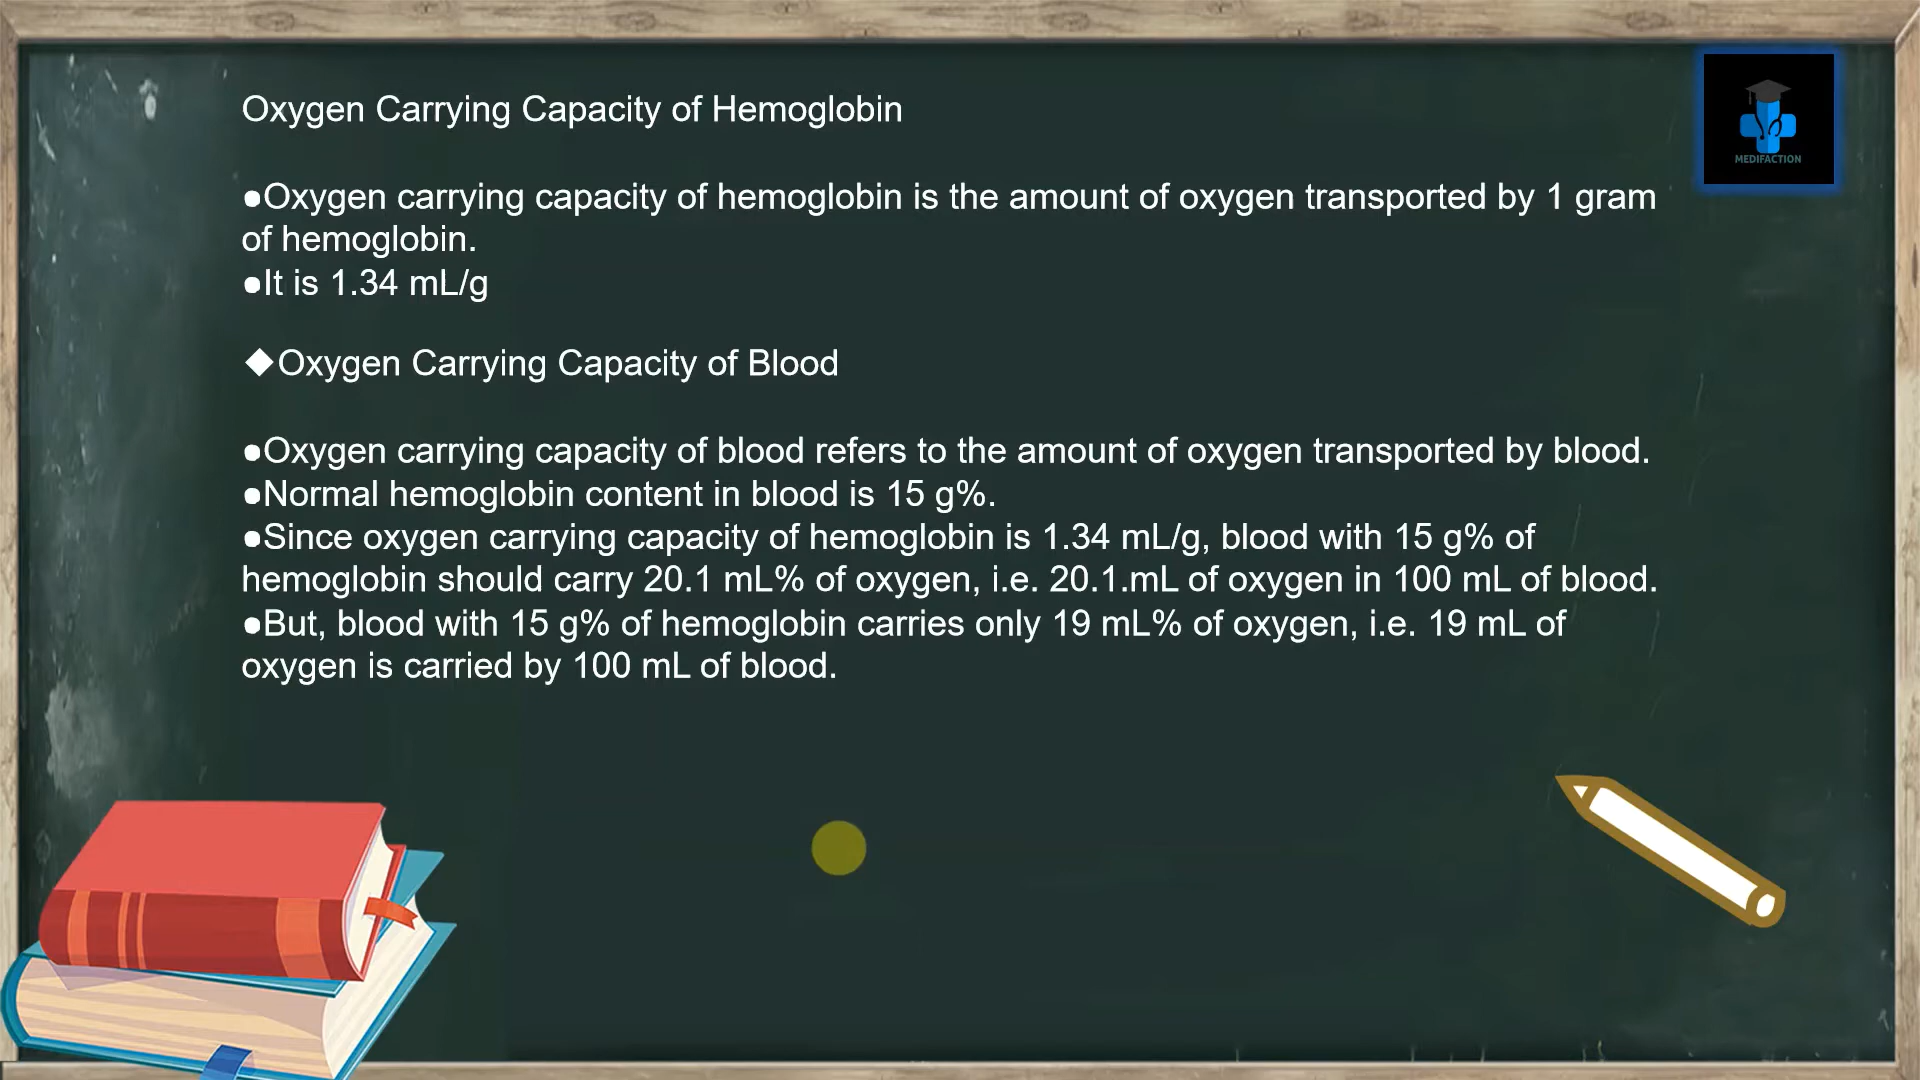 Oxygen Carrying Capacity of Hemoglobin
MEDIFACTION
●Oxygen carrying capacity of hemoglobin is the amount of oxygen transported by 1 gram
of hemoglobin.
●It is 1.34 mL/g
◆Oxygen Carrying Capacity of Blood
●Oxygen carrying capacity of blood refers to the amount of oxygen transported by blood.
●Normal hemoglobin content in blood is 15 g%.
●Since oxygen carrying capacity of hemoglobin is 1.34 mL/g, blood with 15 g% of
hemoglobin should carry 20.1 mL% of oxygen, i.e. 20.1.mL of oxygen in 100 mL of blood.
●But, blood with 15 g% of hemoglobin carries only 19 mL% of oxygen, i.e. 19 mL of
oxygen is carried by 100 mL of blood.